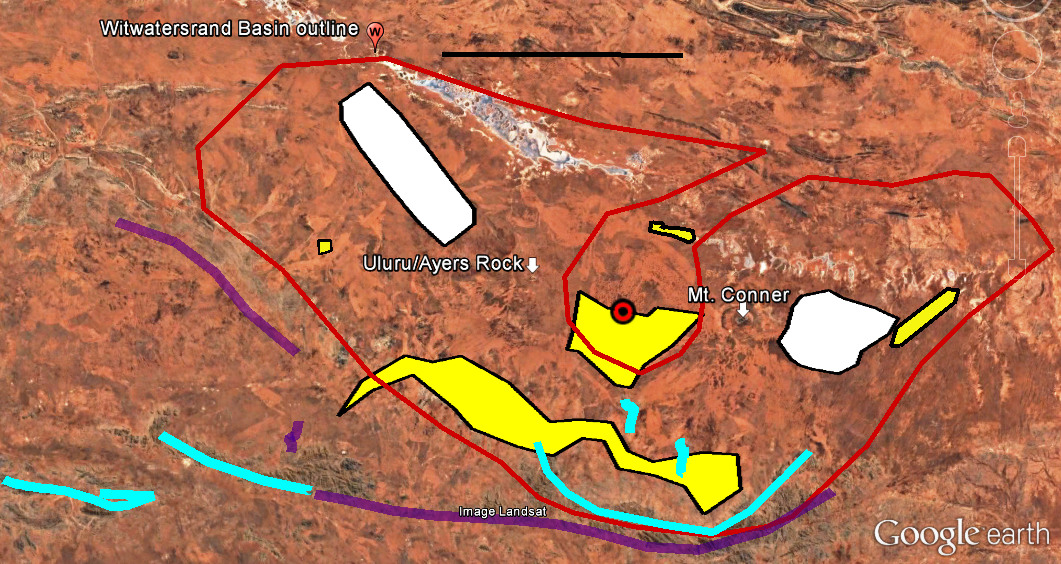 Witwatersrand Basin outline
W
Uluru/Ayers Rock
Mt. Conner
Image Landsat
Google earth